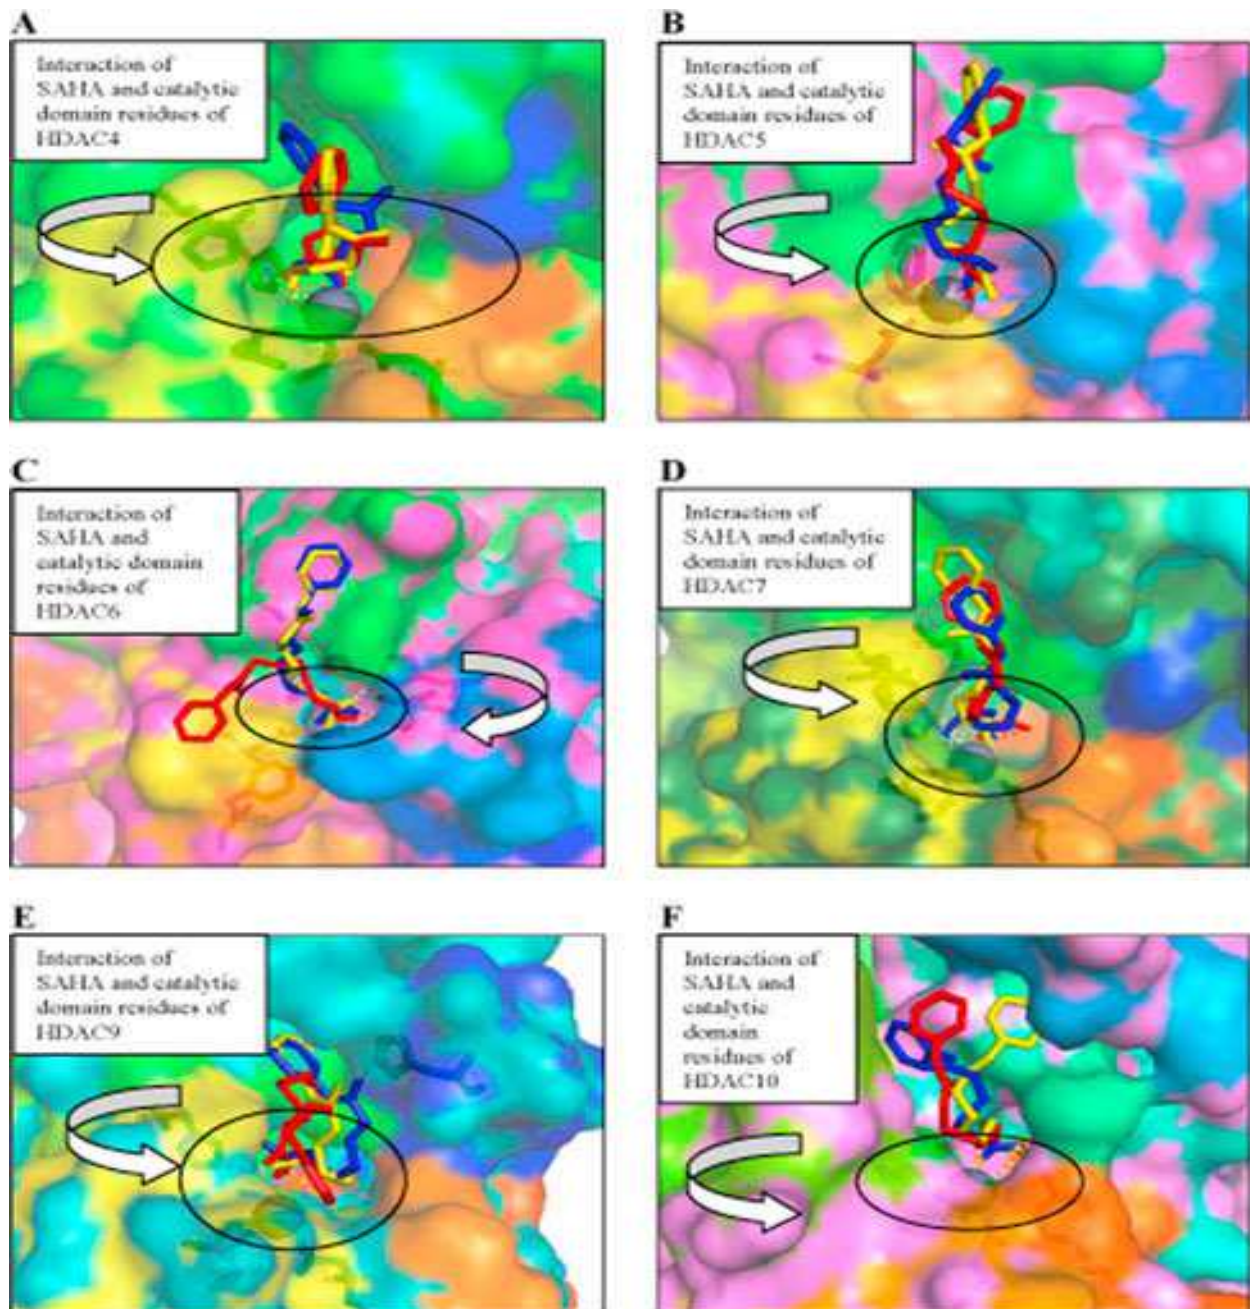 A
Interaction of
SAHA and catalytic
domain residues of
HDAC4
B
Interaction of
SAHA and catalytic
domain residues of
HDAC5
C
Interaction of
SAHA and
catalytic domain
residues of
HDAC6
D
Interaction of
SAHA and catalytic
domain residues of
HDAC7
E
Interaction of
SAHA and catalytic
domain residues of
HDAC9
F
Interaction of
SAHA and
catalytic
domain
residues of
HDAC10